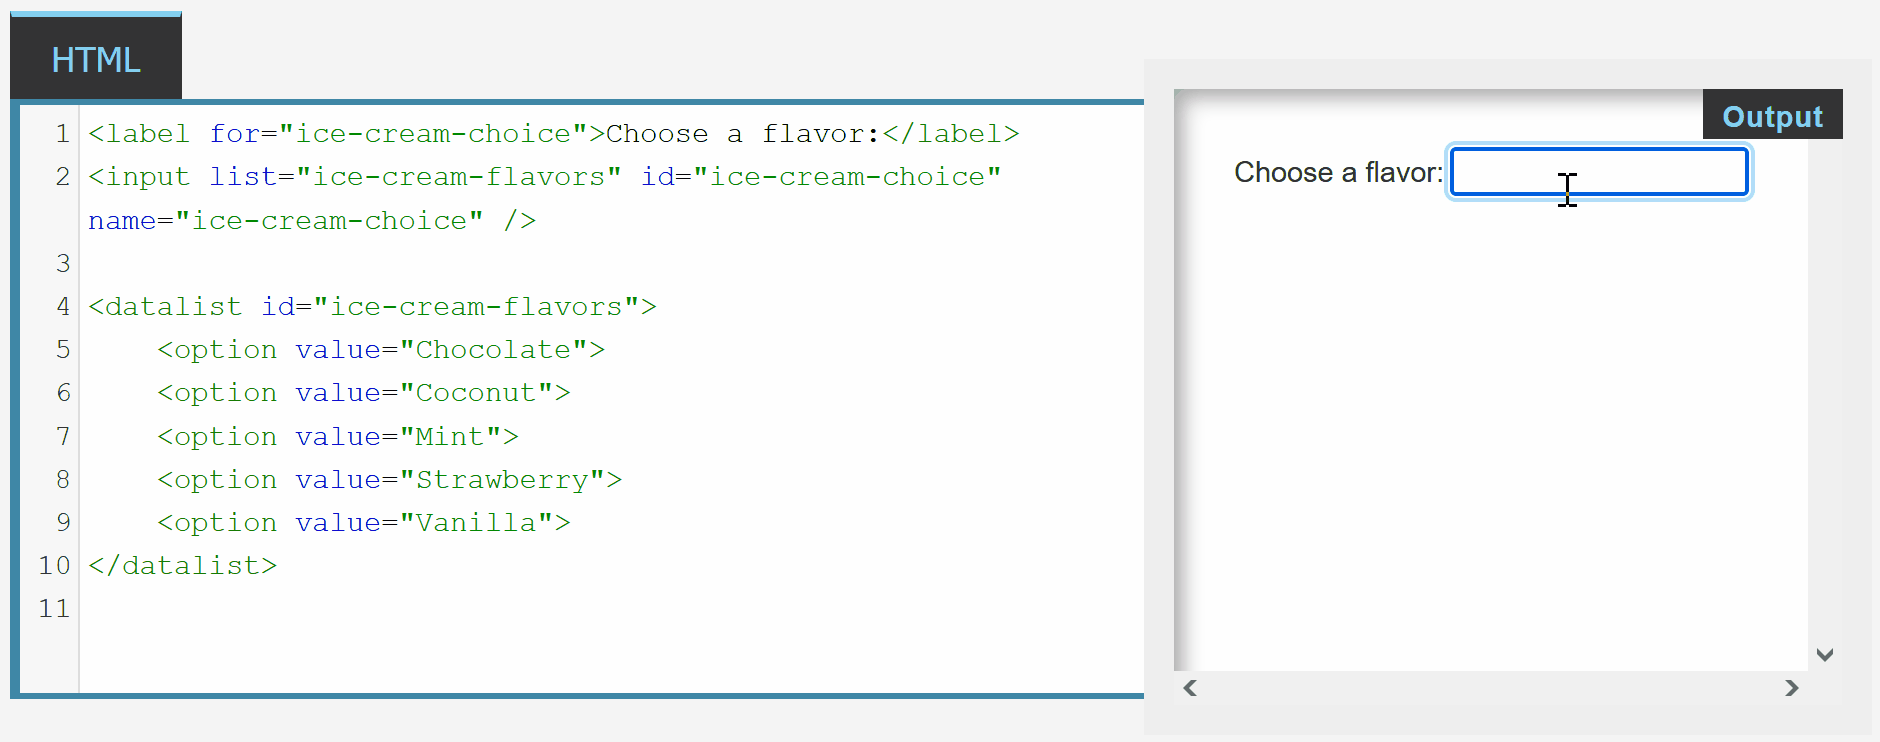 HTML
1 <label for="ice-cream-choice">Choose a flavor:</label>
2 <input list="ice-cream-flavors" id="ice-cream-choice"
name="ice-cream-choice" />
3
4 <datalist id="ice-cream-flavors">
5     <option value="Chocolate">
6     <option value="Coconut">
7     <option value="Mint">
8     <option value="Strawberry">
9     <option value="Vanilla">
10 </datalist>
11
Output
Choose a flavor: